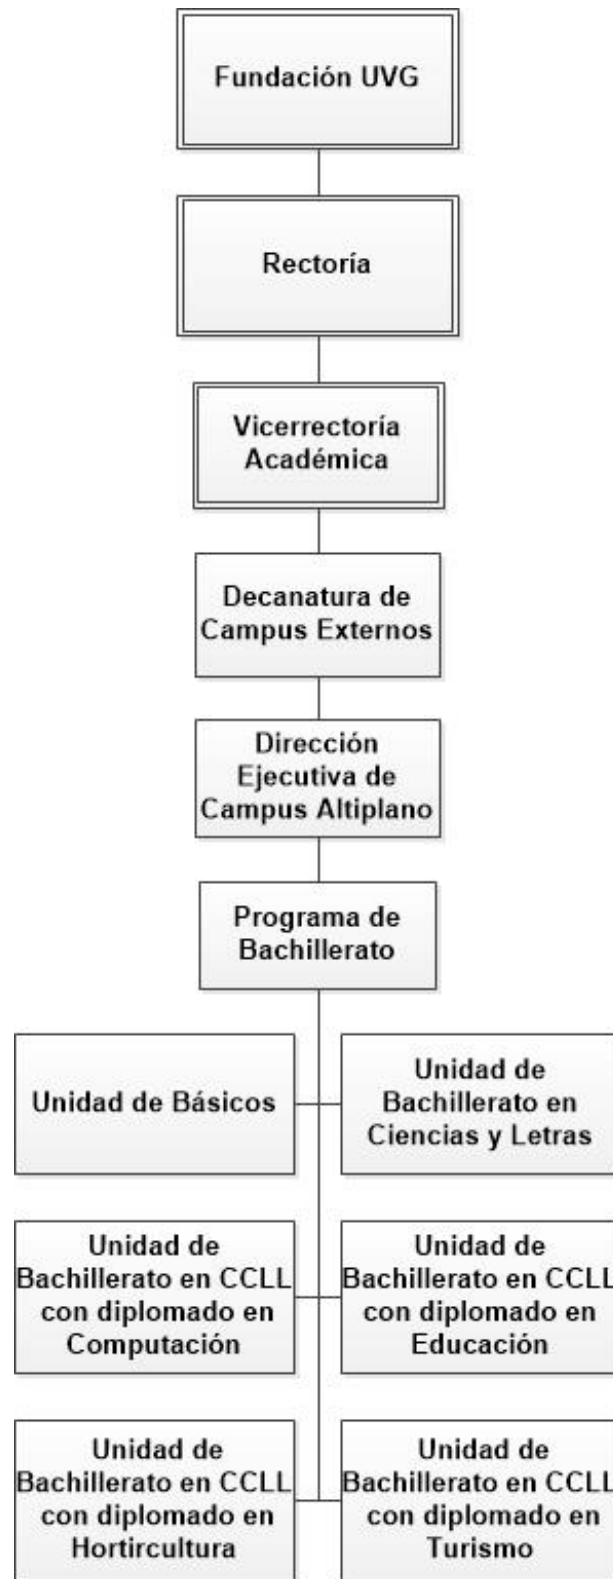 Fundación UVG
Rectoría
Vicerrectoría
Académica
Decanatura de
Campus Externos
Dirección
Ejecutiva de
Campus Altiplano
Programa de
Bachillerato
Unidad de Básicos
Unidad de
Bachillerato en
Ciencias y Letras
Unidad de
Bachillerato en CCLL
con diplomado en
Computación
Unidad de
Bachillerato en CCLL
con diplomado en
Educación
Unidad de
Bachillerato en CCLL
con diplomado en
Hortircultura
Unidad de
Bachillerato en CCLL
con diplomado en
Turismo